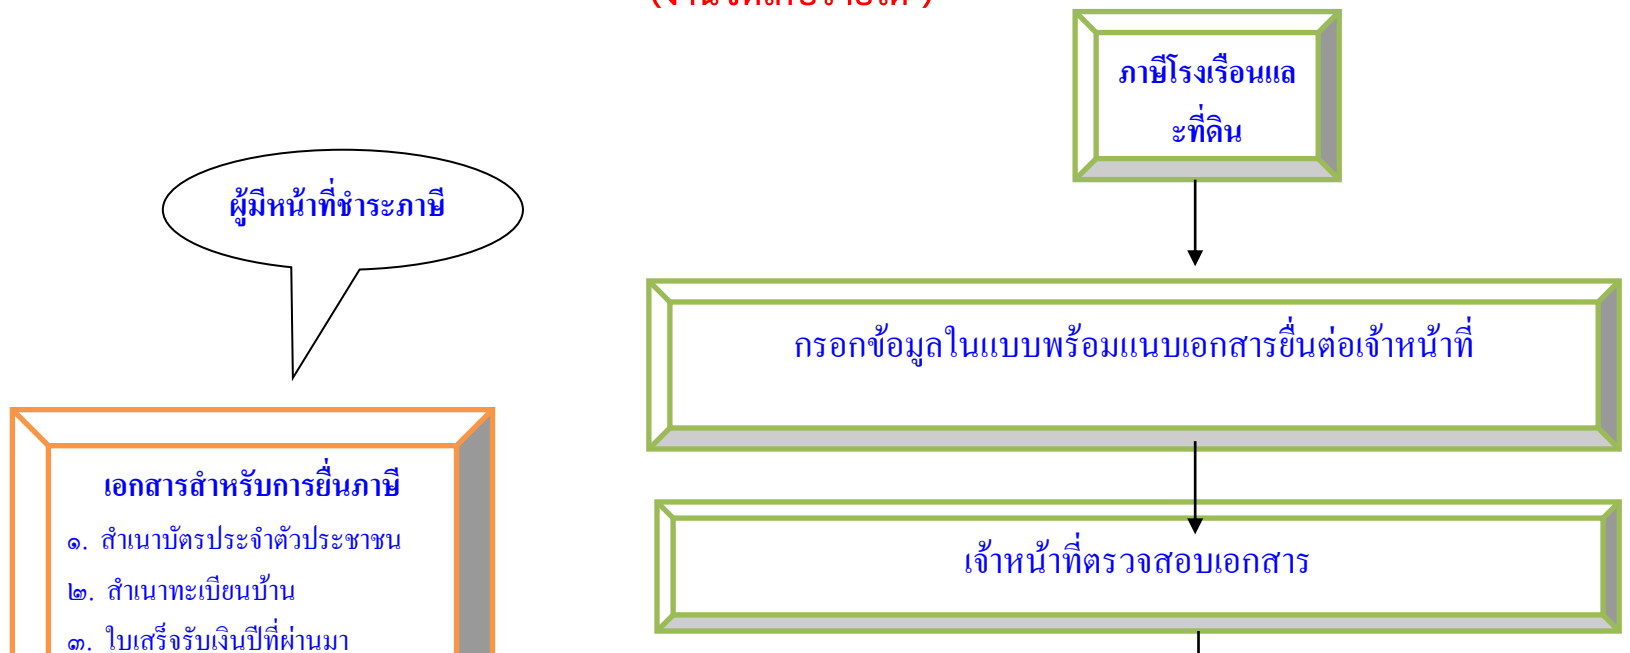 ภาษีโรงเรือนแล
ะที่ดิน
ผู้มีหน้าที่ชำระภาษี
กรอกข้อมูลในแบบพร้อมแนบเอกสารยื่นต่อเจ้าหน้าที่
เอกสารสำหรับการยื่นภาษี
๑. สำเนาบัตรประจำตัวประชาชน
๒. สำเนาทะเบียนบ้าน
๓. ใบเสร็จรับเงินปีที่ผ่านมา
เจ้าหน้าที่ตรวจสอบเอกสาร